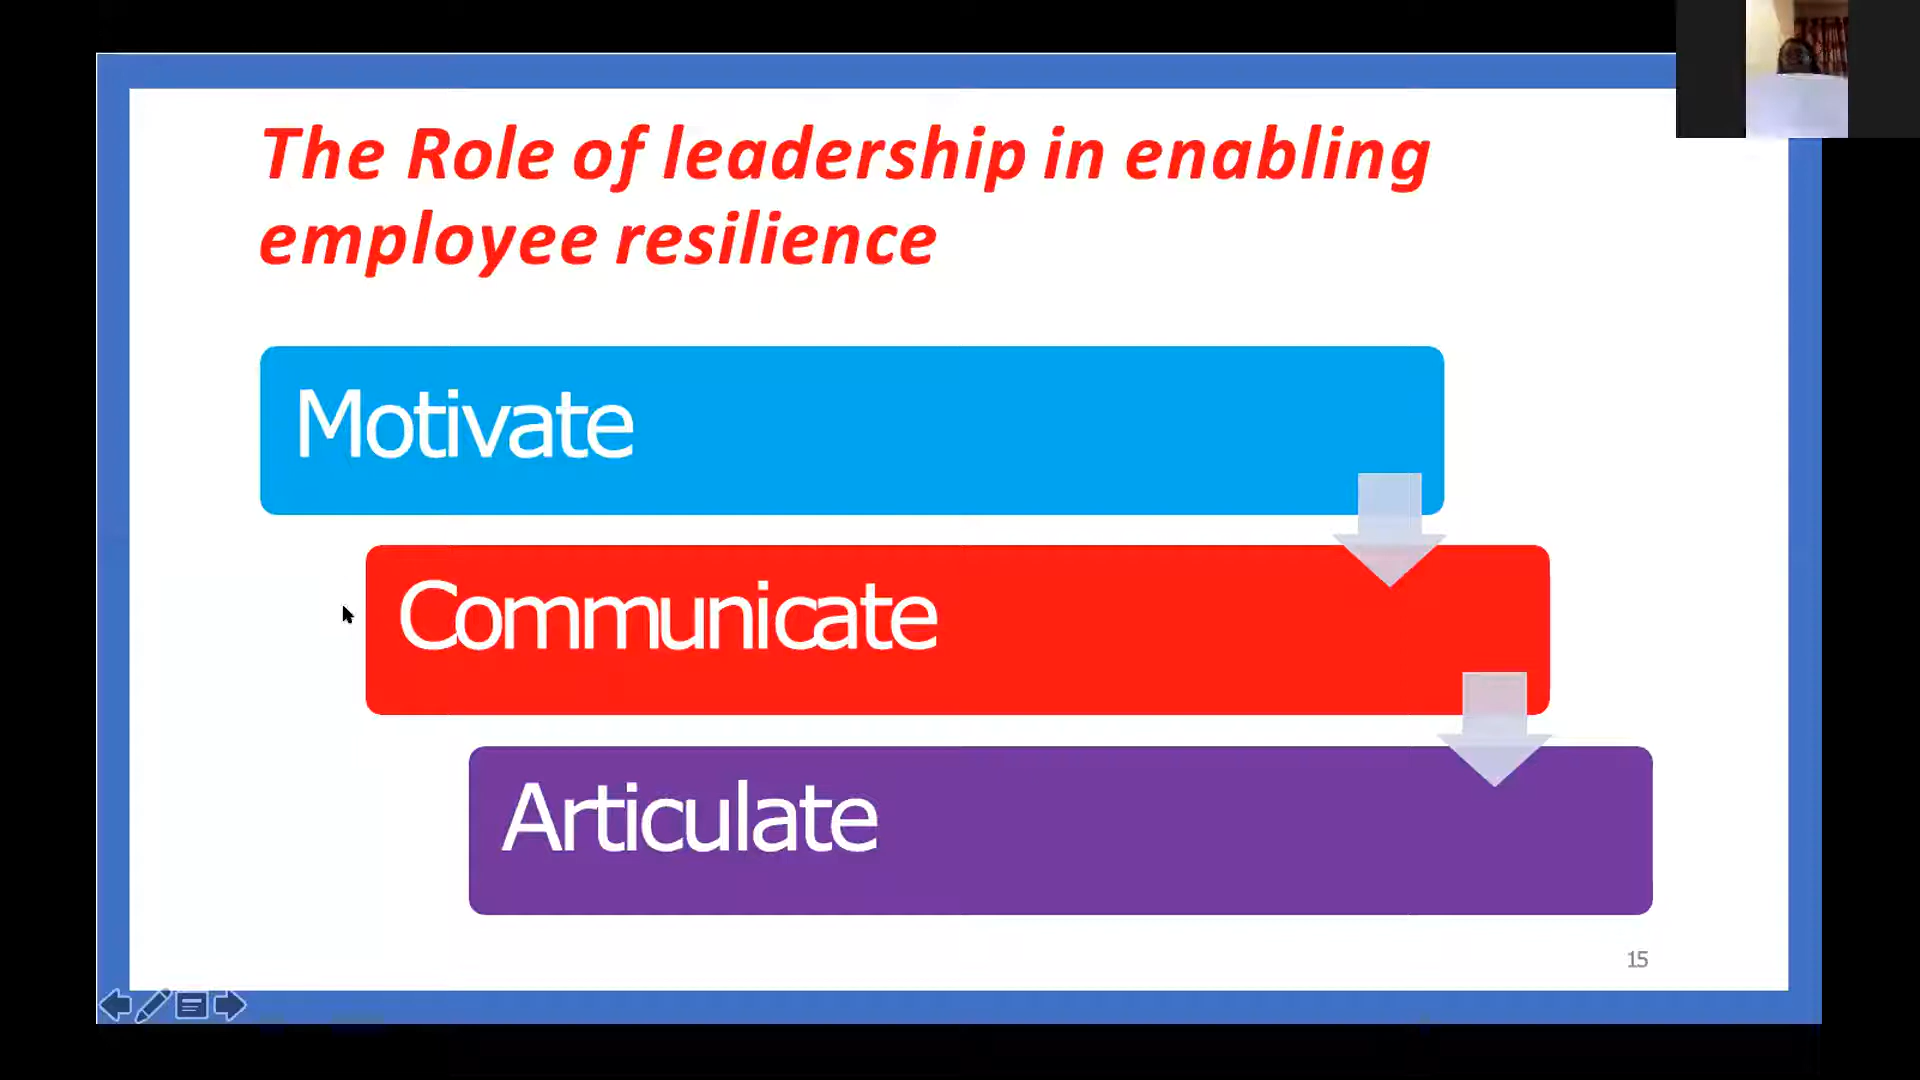 The Role of leadership in enabling
employee resilience
Motivate
Communicate
Articulate
15